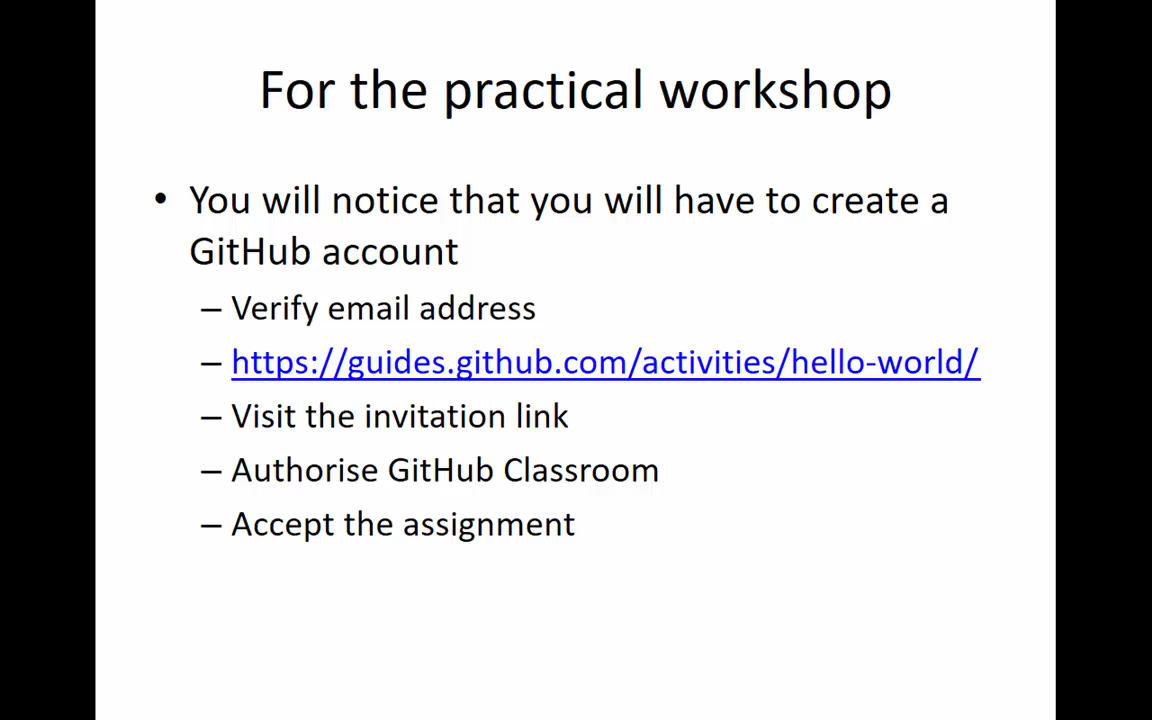 For the practical workshop
• You will notice that you will have to create a
GitHub account
– Verify email address
– https://guides.github.com/activities/hello-world/
– Visit the invitation link
– Authorise GitHub Classroom
– Accept the assignment